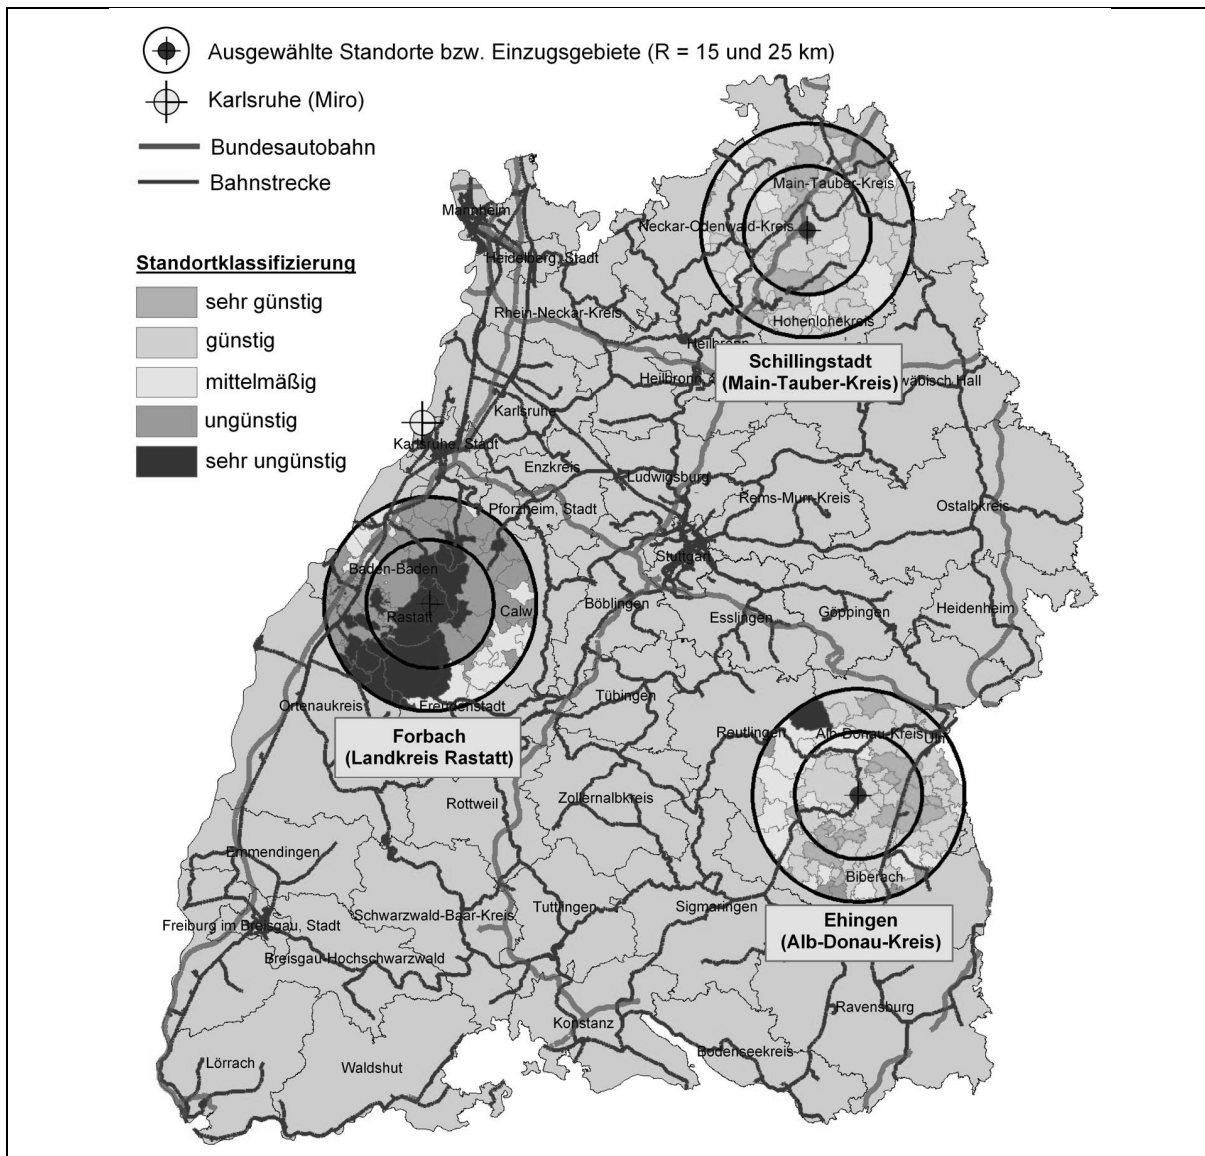 Ausgewählte Standorte bzw. Einzugsgebiete (R = 15 und 25 km)
Karlsruhe (Miro)
Bundesautobahn
Bahnstrecke
Standortklassifizierung
sehr günstig
günstig
mittelmäßig
ungünstig
sehr ungünstig
Main-Tauber-Kreis
Mannheim
Neckar-Odenwald-Kreis
Heidelberg, Stadt
Rhein-Neckar-Kreis
Hohenlohekreis
Heilbronn
Schillingstadt
(Main-Tauber-Kreis)
Heilbronn
wäbisch Hall
Karlsruhe
Karlsruhe, Stadt
Enzkreis
Ludwigsburg
Rems-Murr-Kreis
Ostalbkreis
Pforzheim, Stadt
Stuttgart
Baden-Baden
Rastatt
Calw
Böblingen
Esslingen
Göppingen
Heidenheim
Tübingen
Ortenaukreis
Freudenstadt
Reutlingen
Alb-Donau-Kreis
Forbach
(Landkreis Rastatt)
Rottweil
Zollernalbkreis
Emmendingen
Biberach
Schwarzwald-Baar-Kreis
Tuttlingen
Sigmaringen
Ehingen
(Alb-Donau-Kreis)
Freiburg im Breisgau, Stadt
Breisgau-Hochschwarzwald
Ravensburg
Konstanz
Bodenseekreis
Lörrach
Waldshut